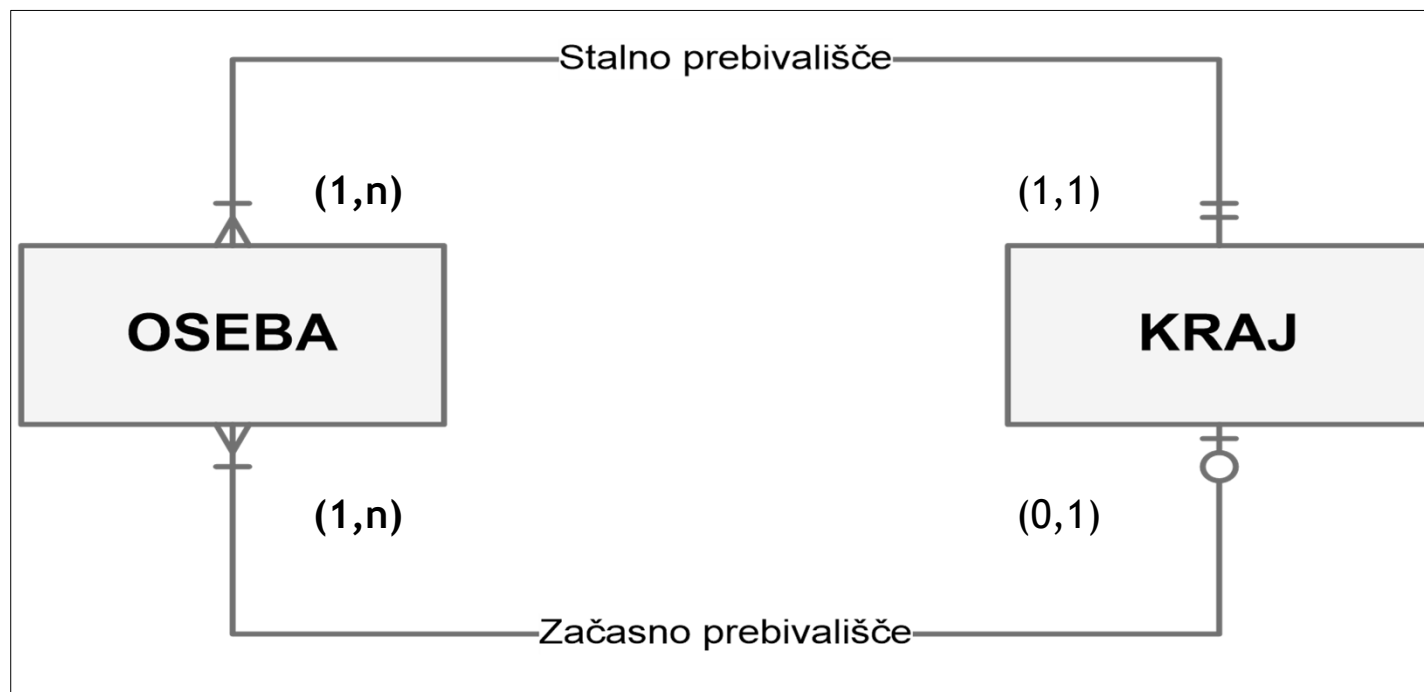 Stalno prebivališče
(1,n)
(1,1)
OSEBA
KRAJ
(1,n)
(0,1)
Začasno prebivališče